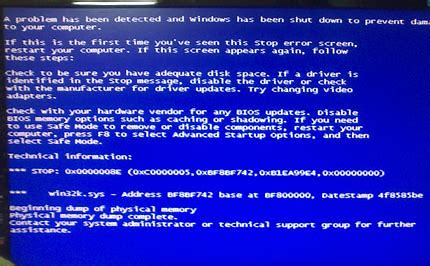 A problem has been detected and Windows has been shut down to prevent dama
to your computer.
If this is the first time you've seen this Stop error screen,
restart your computer. If this screen appears again, follow
these steps:
Check to be sure you have adequate disk space. If a driver is
identified in the Stop message, disable the driver or check
with the manufacturer for driver updates. Try changing video
adapters.
Check with your hardware vendor for any BIOS updates. Disable
BIOS memory options such as caching or shadowing. If you need
to use Safe Mode to remove or disable components, restart your
computer, press F8 to select Advanced Startup Options, and then
select Safe Mode.
Technical information:
*** STOP: 0x0000008E (0xC0000005,0xBF8BF742,0xB1EA99E4,0x00000000)
*** win32k.sys - Address BF8BF742 base at BF800000, DateStamp 4f8585be
Beginning dump of physical memory
Physical memory dump complete.
Contact your system administrator or technical support group for further
assistance.